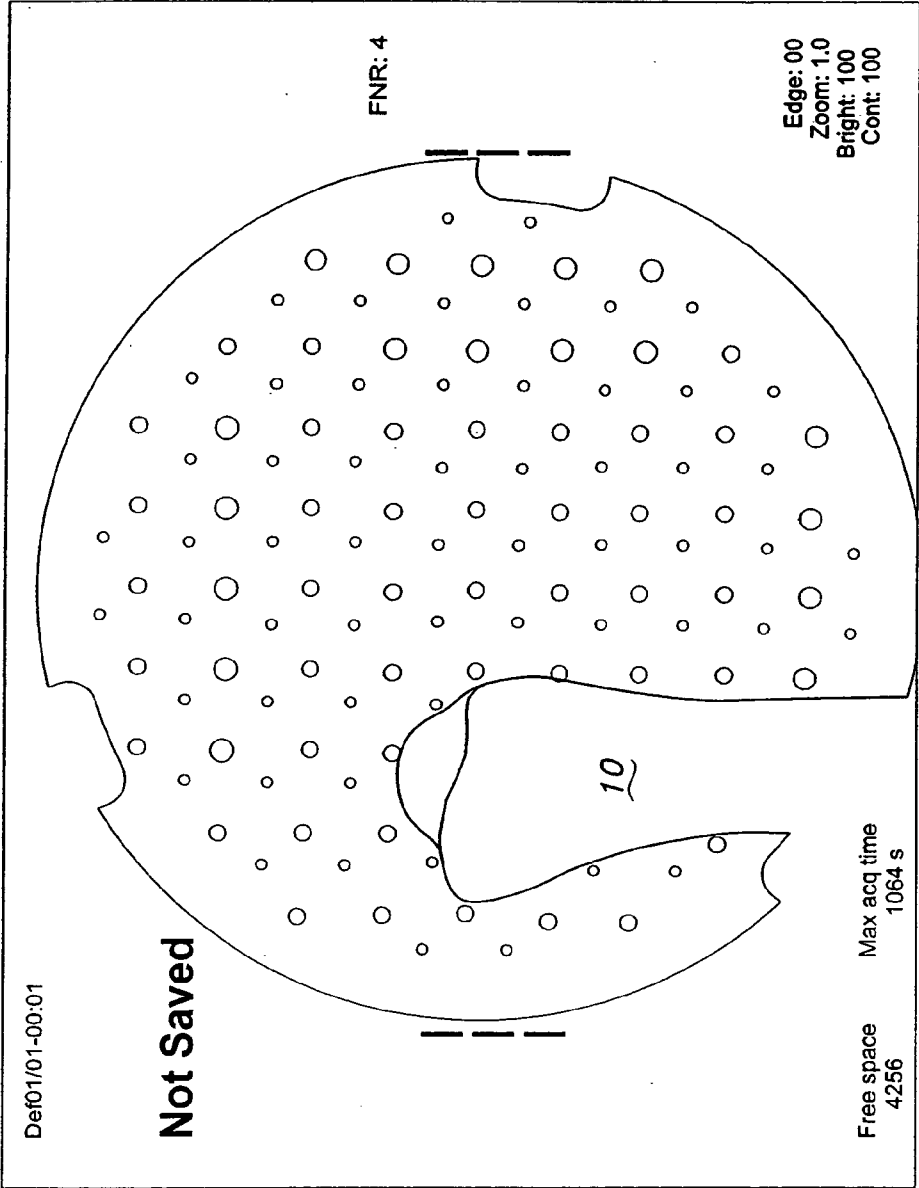 Def01/01-00:01
Not Saved
FNR: 4
10
Free space
4256
Max acq time
1064 s
Edge: 00
Zoom: 1.0
Bright: 100
Cont: 100